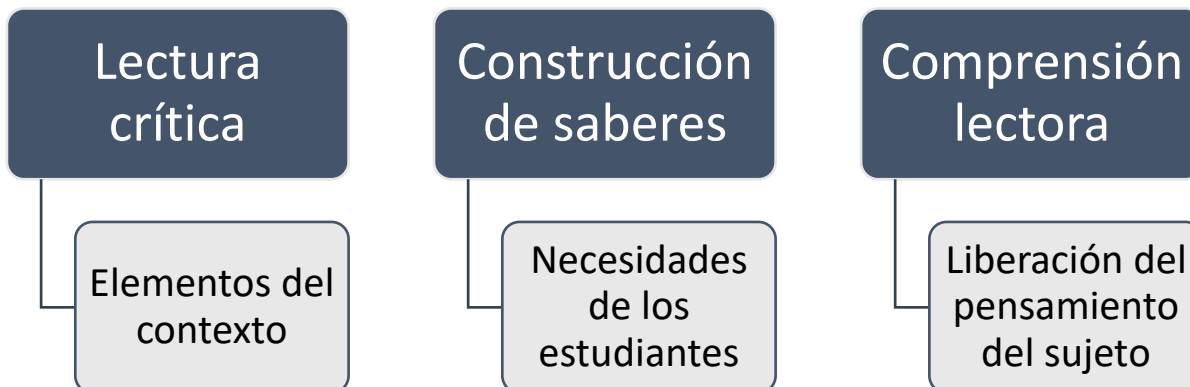 Lectura
crítica
Elementos del
contexto
Construcción
de saberes
Necesidades
de los
estudiantes
Comprensión
lectora
Liberación del
pensamiento
del sujeto